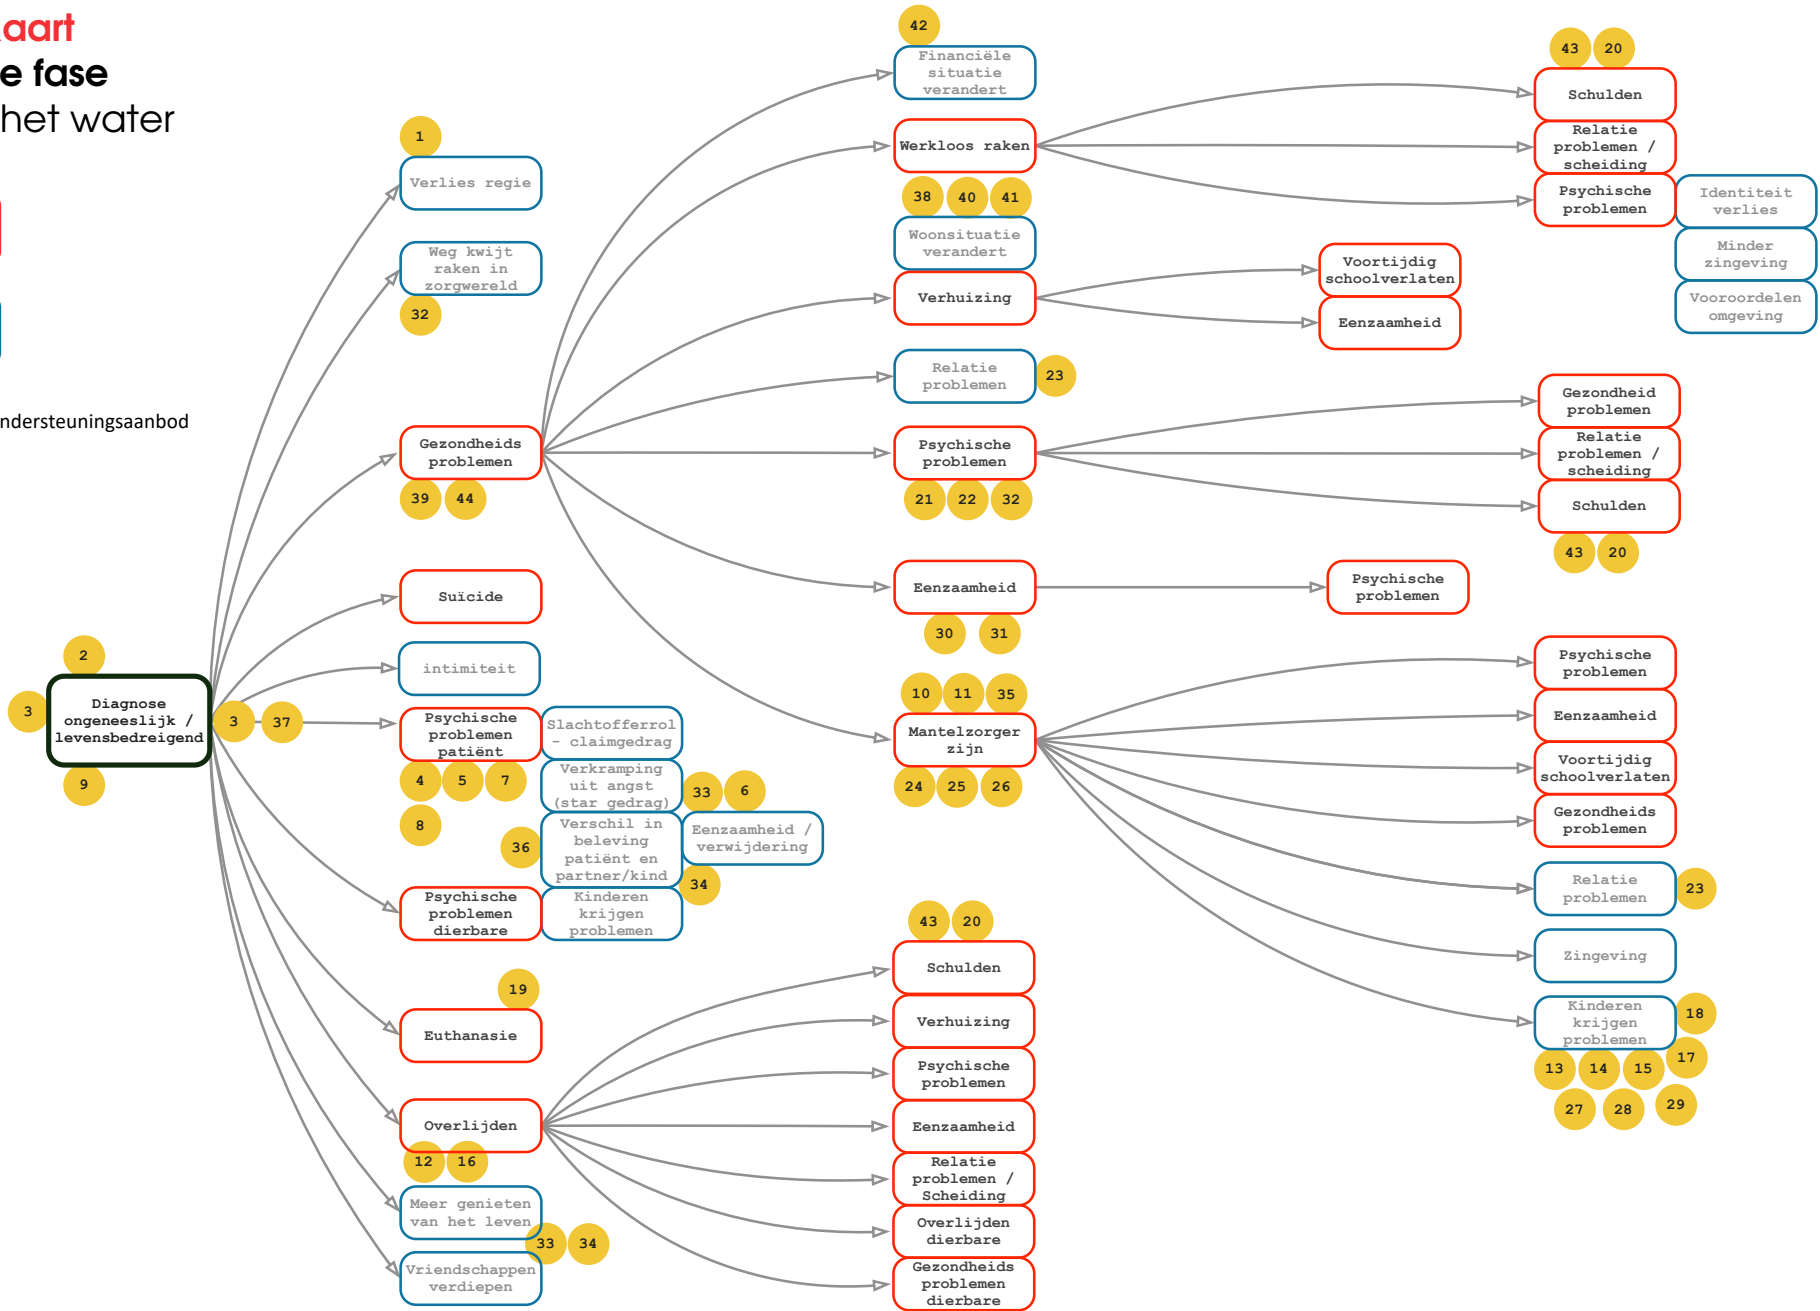 aart
e fase
het water
ndersteuningsaanbod
1
Verlies regie
Weg kwijt
raken in
zorgwereld
32
Gezondheids
problemen
39
44
Suïcide
intimiteit
2
3
Diagnose
ongeneeslijk /
levensbedreigend
9
3
37
Psychische
problemen
patiënt
4
5
7
8
Slachtofferrol
- claimgedrag
Verkramping
uit angst
(star gedrag)
33
6
36
Verschil in
beleving
patiënt en
partner/kind
Eenzaamheid /
verwijdering
34
Psychische
problemen
dierbare
Kinderen
krijgen
problemen
19
Euthanasie
Overlijden
12
16
Meer genieten
van het leven
33
34
Vriendschappen
verdiepen
42
Financiële
situatie
verandert
Werkloos raken
38
40
41
Woonsituatie
verandert
Verhuizing
Relatie
problemen
23
Psychische
problemen
21
22
32
Eenzaamheid
30
31
10
11
35
Mantelzorger
zijn
24
25
26
43
20
Schulden
Verhuizing
Psychische
problemen
Eenzaamheid
Relatie
problemen /
Scheiding
Overlijden
dierbare
Gezondheids
problemen
dierbare
Voortijdig
schoolverlaten
Eenzaamheid
Psychische
problemen
43
20
Schulden
Relatie
problemen /
scheiding
Psychische
problemen
Identiteit
verlies
Minder
zingeving
Vooroordelen
omgeving
Gezondheid
problemen
Relatie
problemen /
scheiding
Schulden
43
20
Psychische
problemen
Eenzaamheid
Voortijdig
schoolverlaten
Gezondheids
problemen
Relatie
problemen
23
Zingeving
Kinderen
krijgen
problemen
18
13
14
15
17
27
28
29